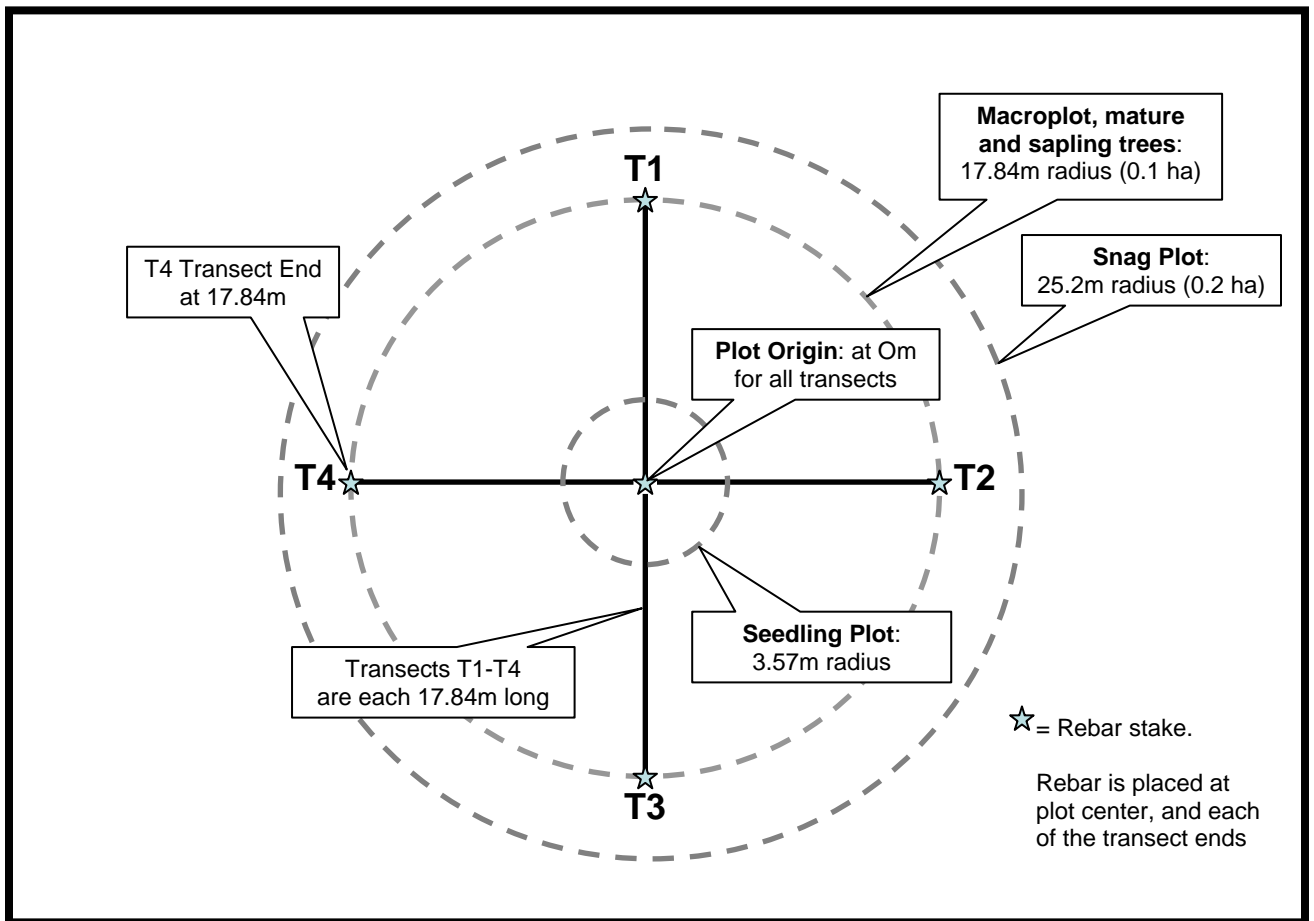 Macroplot, mature
and sapling trees:
17.84m radius (0.1 ha)
T1
Snag Plot:
25.2m radius (0.2 ha)
T4 Transect End
at 17.84m
Plot Origin: at Om
for all transects
T4
T2
Seedling Plot:
3.57m radius
Transects T1-T4
are each 17.84m long
T3
= Rebar stake.
Rebar is placed at
plot center, and each
of the transect ends